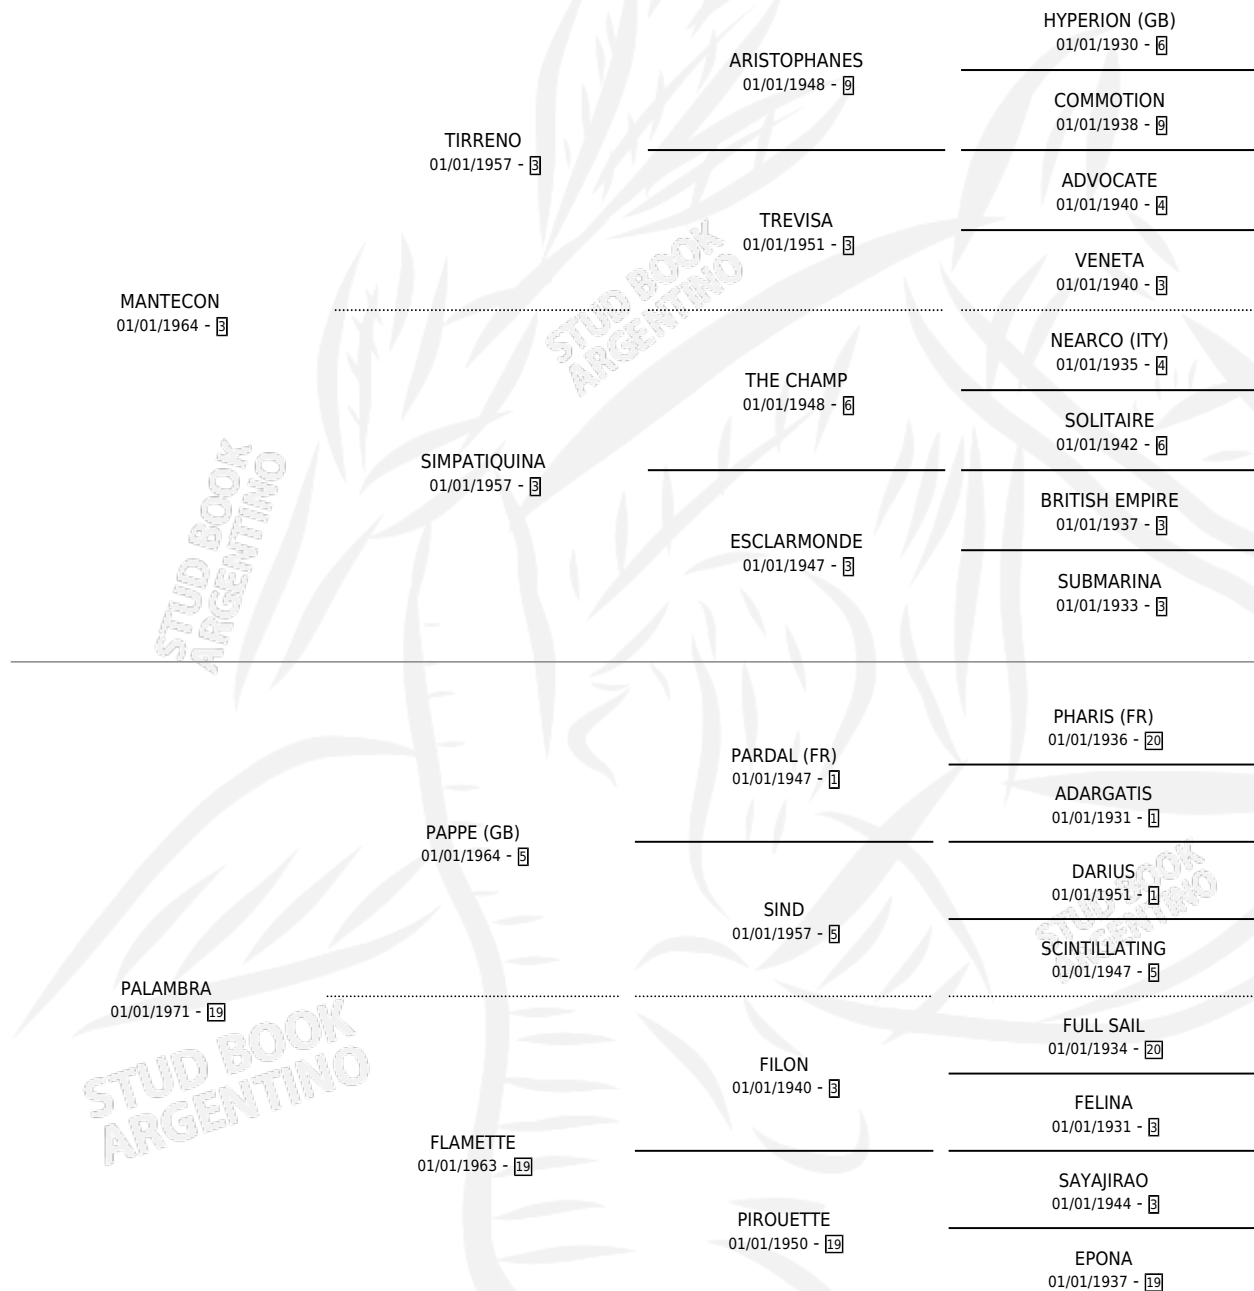 HYPERION (GB)
01/01/1930 - 6
ARISTOPHANES
01/01/1948 - 9
COMMOTION
01/01/1938 - 9
TIRRENO
01/01/1957 - 3
ADVOCATE
01/01/1940 - 4
TREVISA
01/01/1951 - 3
VENETA
01/01/1940 - 3
MANTECON
01/01/1964 - 3
NEARCO (ITY)
01/01/1935 - 4
THE CHAMP
01/01/1948 - 6
SOLITAIRE
01/01/1942 - 6
SIMPATIQUINA
01/01/1957 - 3
BRITISH EMPIRE
01/01/1937 - 3
ESCLARMONDE
01/01/1947 - 3
SUBMARINA
01/01/1933 - 3
STUD BOOK
ARGENTINO
STUD BOOK
ARGENTINO
PHARIS (FR)
01/01/1936 - 20
PARDAL (FR)
01/01/1947 - 1
ADARGATIS
01/01/1931 - 1
PAPPE (GB)
01/01/1964 - 5
DARIUS
01/01/1951 - 1
SIND
01/01/1957 - 5
SCINTILLATING
01/01/1947 - 5
PALAMBRA
01/01/1971 - 19
FULL SAIL
01/01/1934 - 20
FILON
01/01/1940 - 3
FELINA
01/01/1931 - 3
FLAMETTE
01/01/1963 - 19
SAYAJIRAO
01/01/1944 - 3
PIROUETTE
01/01/1950 - 19
EPONA
01/01/1937 - 19
STUD BOOK
ARGENTINO
STUD BOOK
ARGENTINO